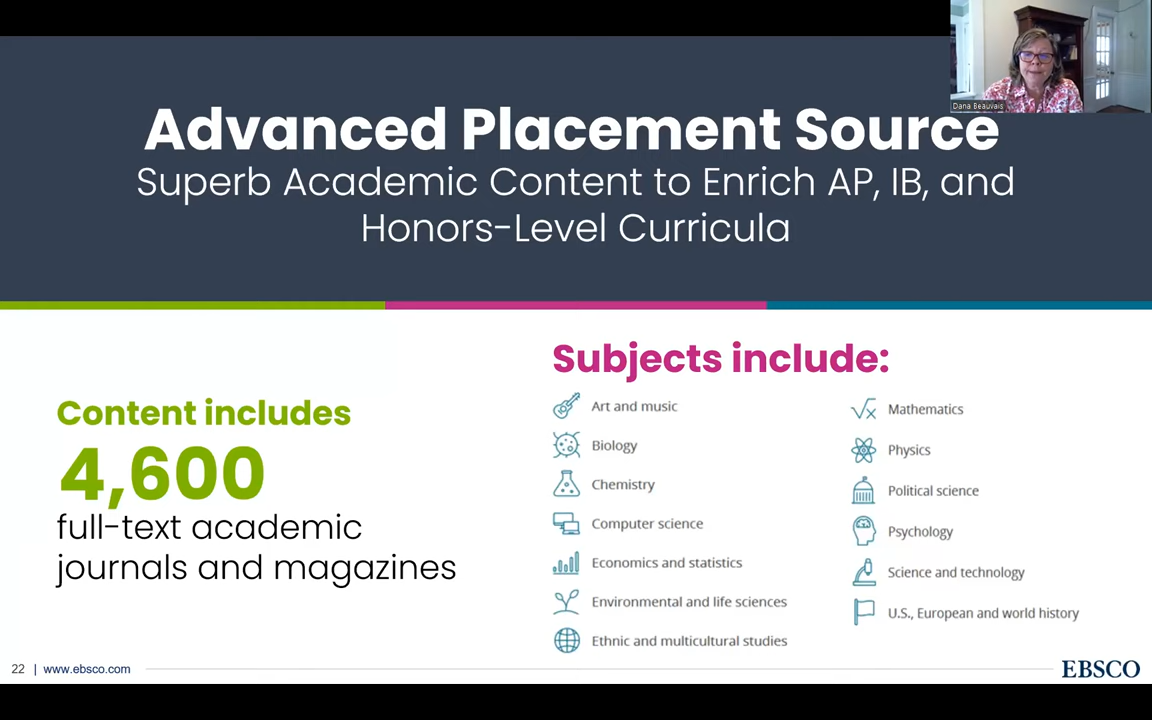 Dana Beauvais
Advanced Placement Source
Superb Academic Content to Enrich AP, IB, and
Honors-Level Curricula
Content includes
4,600
full-text academic
journals and magazines
Subjects include:
Art and music
Biology
Chemistry
Computer science
Economics and statistics
Environmental and life sciences
Ethnic and multicultural studies
Mathematics
Physics
Political science
Psychology
Science and technology
U.S., European and world history
22 | www.ebsco.com
EBSCO